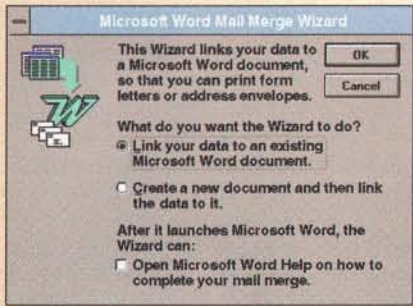 Microsoft Word Mail Merge Wizard
This Wizard links your data to
a Microsoft Word document,
so that you can print form
letters or address envelopes.
OK
Cancel
What do you want the Wizard to do?
Link your data to an existing
Microsoft Word document.
Create a new document and then link
the data to it.
After it launches Microsoft Word, the
Wizard can:
Open Microsoft Word Help on how to
complete your mail merge.